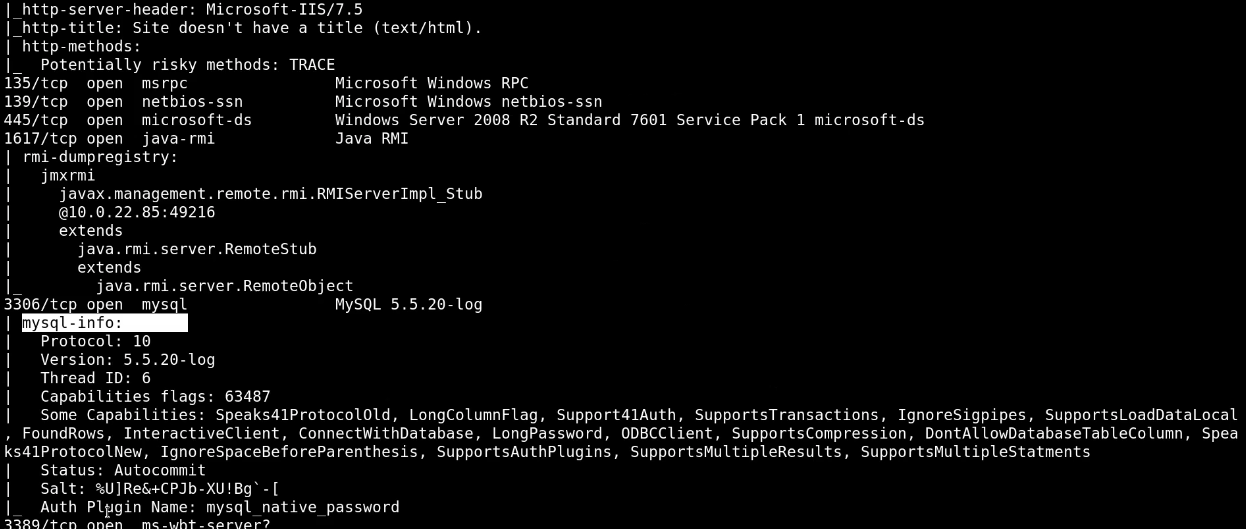 |_http-server-header: Microsoft-IIS/7.5
|_http-title: Site doesn't have a title (text/html).
| http-methods:
|_  Potentially risky methods: TRACE
135/tcp  open  msrpc                Microsoft Windows RPC
139/tcp  open  netbios-ssn          Microsoft Windows netbios-ssn
445/tcp  open  microsoft-ds         Windows Server 2008 R2 Standard 7601 Service Pack 1 microsoft-ds
1617/tcp open  java-rmi             Java RMI
| rmi-dumpregistry:
|   jmxrmi
|     javax.management.remote.rmi.RMIServerImpl_Stub
|     @10.0.22.85:49216
|     extends
|       java.rmi.server.RemoteStub
|       extends
|_        java.rmi.server.RemoteObject
3306/tcp open  mysql                MySQL 5.5.20-log
| mysql-info:
|   Protocol: 10
|   Version: 5.5.20-log
|   Thread ID: 6
|   Capabilities flags: 63487
|   Some Capabilities: Speaks41ProtocolOld, LongColumnFlag, Support41Auth, SupportsTransactions, IgnoreSigpipes, SupportsLoadDataLocal
, FoundRows, InteractiveClient, ConnectWithDatabase, LongPassword, ODBCClient, SupportsCompression, DontAllowDatabaseTableColumn, Spea
ks41ProtocolNew, IgnoreSpaceBeforeParenthesis, SupportsAuthPlugins, SupportsMultipleResults, SupportsMultipleStatments
|   Status: Autocommit
|   Salt: %U]Re&+CPJb-XU!Bg`-[
|_  Auth Plugin Name: mysql_native_password
3389/tcp open  ms-wbt-server?